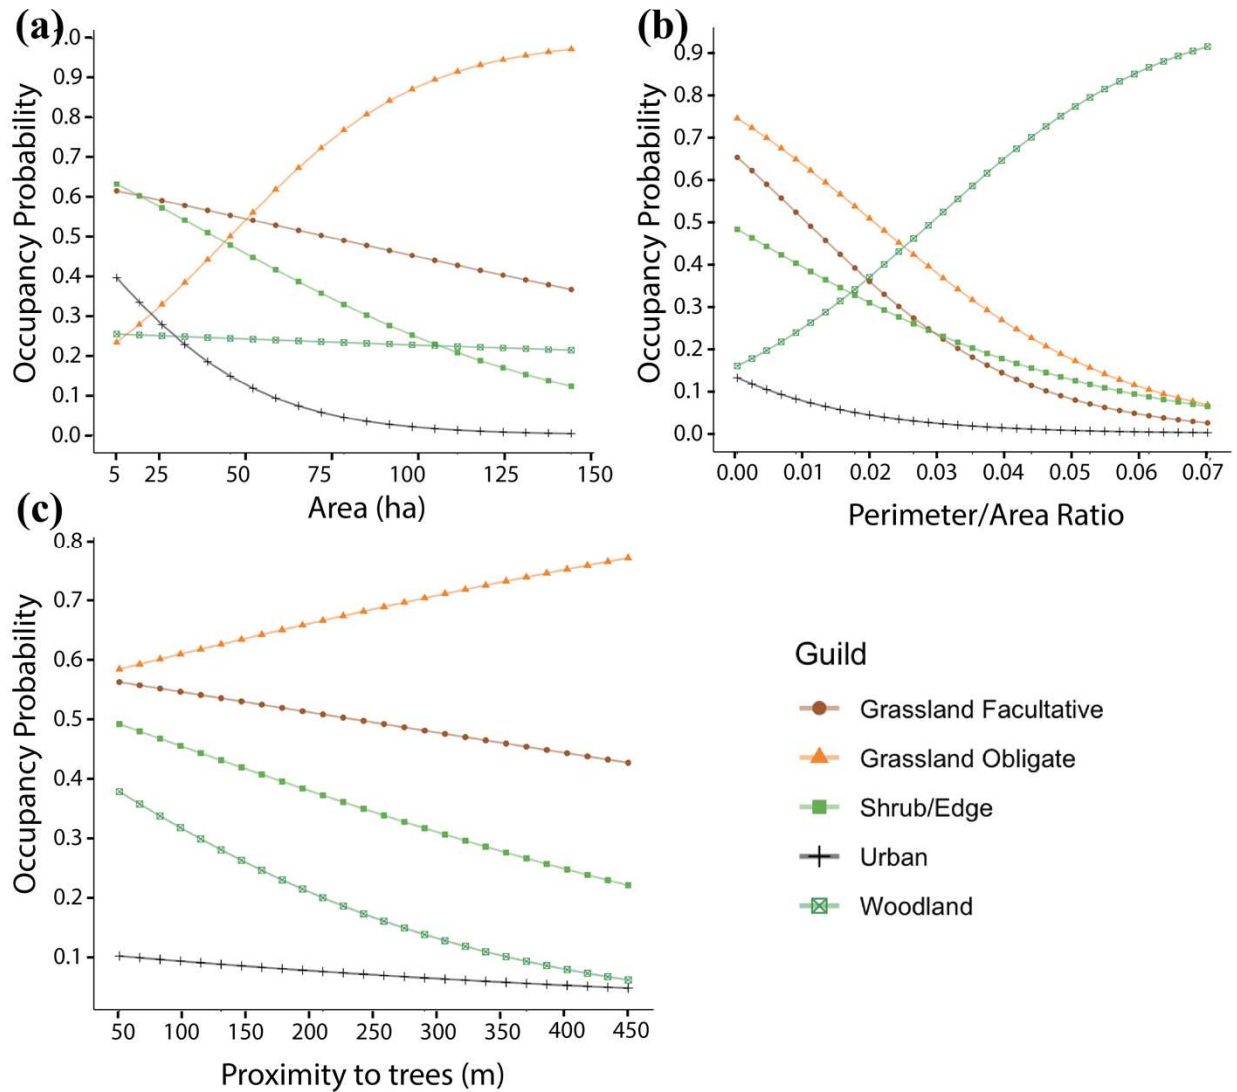 (a)
Occupancy Probability
.0
0.9
0.8
0.7
0.6
0.5
0.4
0.3
0.2
0.1
0.0
5 25 50 75 100 125 150
Area (ha)
(b)
Occupancy Probability
0.9
0.8
0.7
0.6
0.5
0.4
0.3
0.2
0.1
0.0
0.00 0.01 0.02 0.03 0.04 0.05 0.06 0.07
Perimeter/Area Ratio
(c)
Occupancy Probability
0.8
0.7
0.6
0.5
0.4
0.3
0.2
0.1
50 100 150 200 250 300 350 400 450
Proximity to trees (m)
Guild
Grassland Facultative
Grassland Obligate
Shrub/Edge
Urban
Woodland